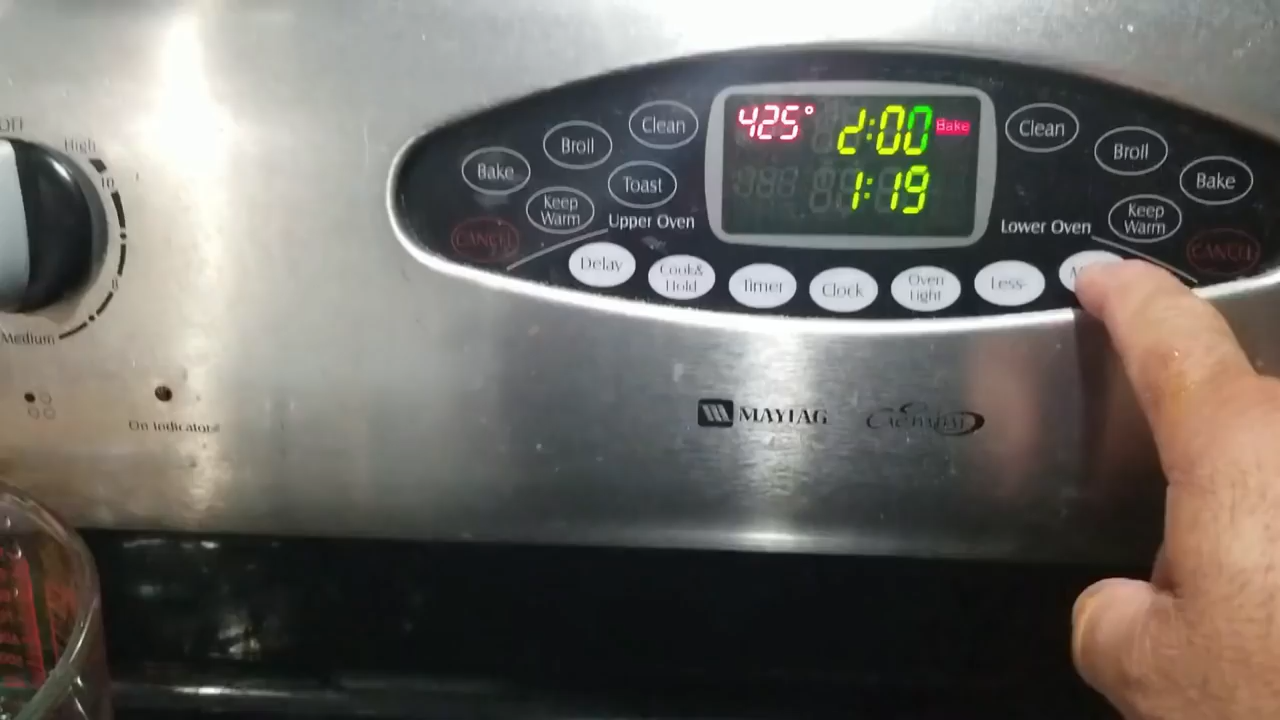 High
10
8
Medium
On Indicators
Bake
Broil
Clean
Toast
Keep
Warm
CANCEL
Upper Oven
425° 2:00 Bake
1:19
Clean
Broil
Bake
Keep
Warm
CANCEL
Lower Oven
Delay
Cook&
Hold
Timer
Clock
Oven
Light
Less-
MAYTAG
Gemini